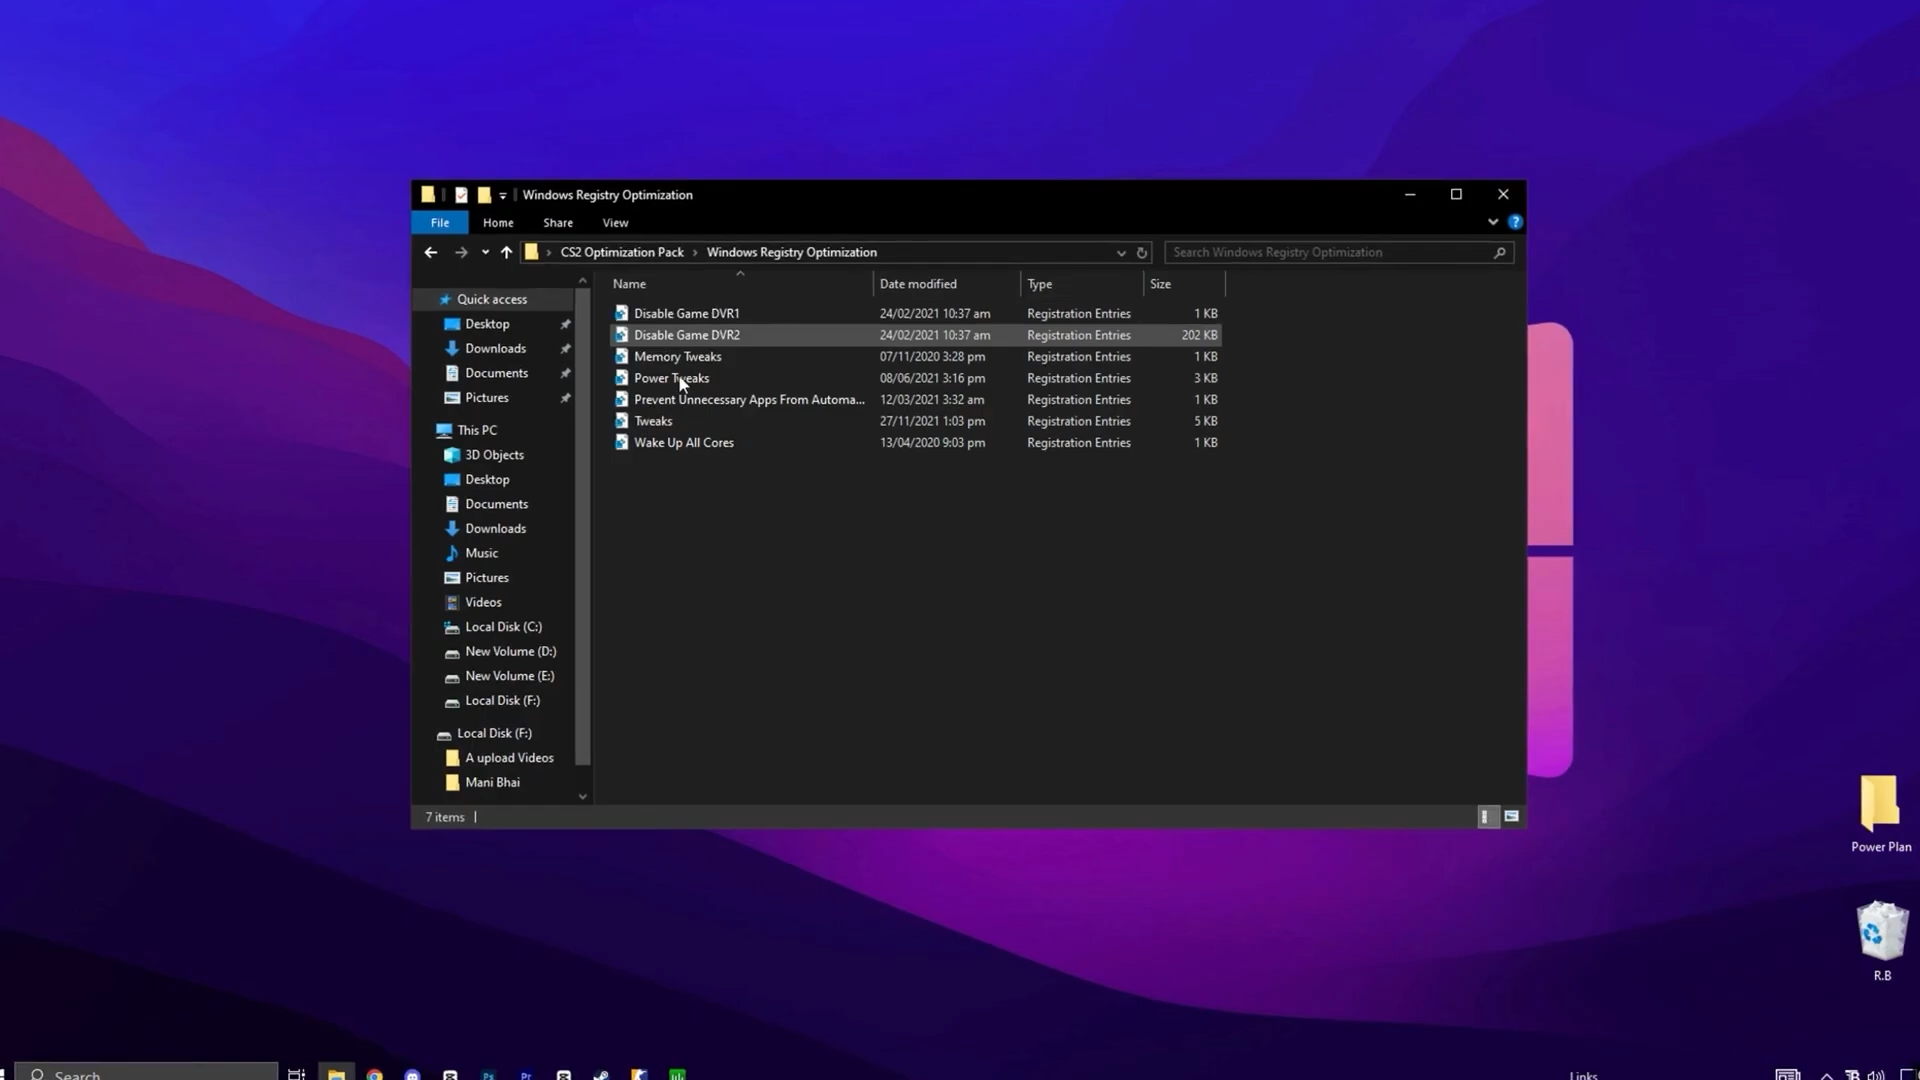 Windows Registry Optimization
File Home Share View
CS2 Optimization Pack > Windows Registry Optimization
Search Windows Registry Optimization
Name Date modified Type Size
Quick access
Desktop
Downloads
Documents
Pictures
This PC
3D Objects
Desktop
Documents
Downloads
Music
Pictures
Videos
Local Disk (C:)
New Volume (D:)
New Volume (E:)
Local Disk (F:)
Local Disk (F:)
A upload Videos
Mani Bhai
Disable Game DVR1 24/02/2021 10:37 am Registration Entries 1 KB
Disable Game DVR2 24/02/2021 10:37 am Registration Entries 202 KB
Memory Tweaks 07/11/2020 3:28 pm Registration Entries 1 KB
Power Tweaks 08/06/2021 3:16 pm Registration Entries 3 KB
Prevent Unnecessary Apps From Automa... 12/03/2021 3:32 am Registration Entries 1 KB
Tweaks 27/11/2021 1:03 pm Registration Entries 5 KB
Wake Up All Cores 13/04/2020 9:03 pm Registration Entries 1 KB
7 items
Power Plan
R.B
Search
Ps
Pr
Links